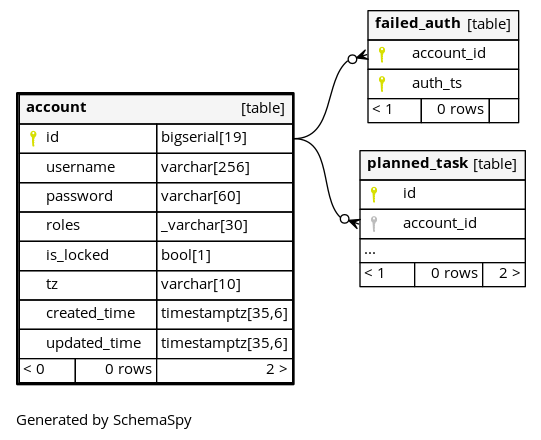 failed_auth [table]
account_id
auth_ts
< 1 0 rows
account [table]
id bigserial[19]
username varchar[256]
password varchar[60]
roles _varchar[30]
is_locked bool[1]
tz varchar[10]
created_time timestamptz[35,6]
updated_time timestamptz[35,6]
< 0 0 rows 2 >
planned_task [table]
id
account_id
...
< 1 0 rows 2 >
Generated by SchemaSpy